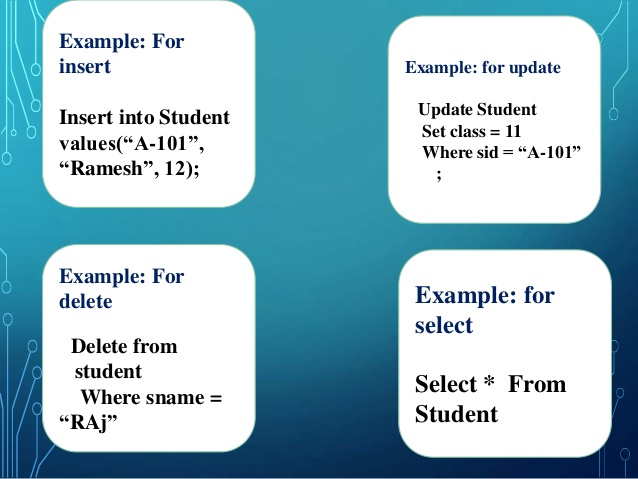 Example: For
insert
Insert into Student
values(“A-101”,
“Ramesh”, 12);
Example: for update
Update Student
Set class = 11
Where sid = “A-101”
;
Example: For
delete
Delete from
student
Where sname =
“RAj”
Example: for
select
Select * From
Student